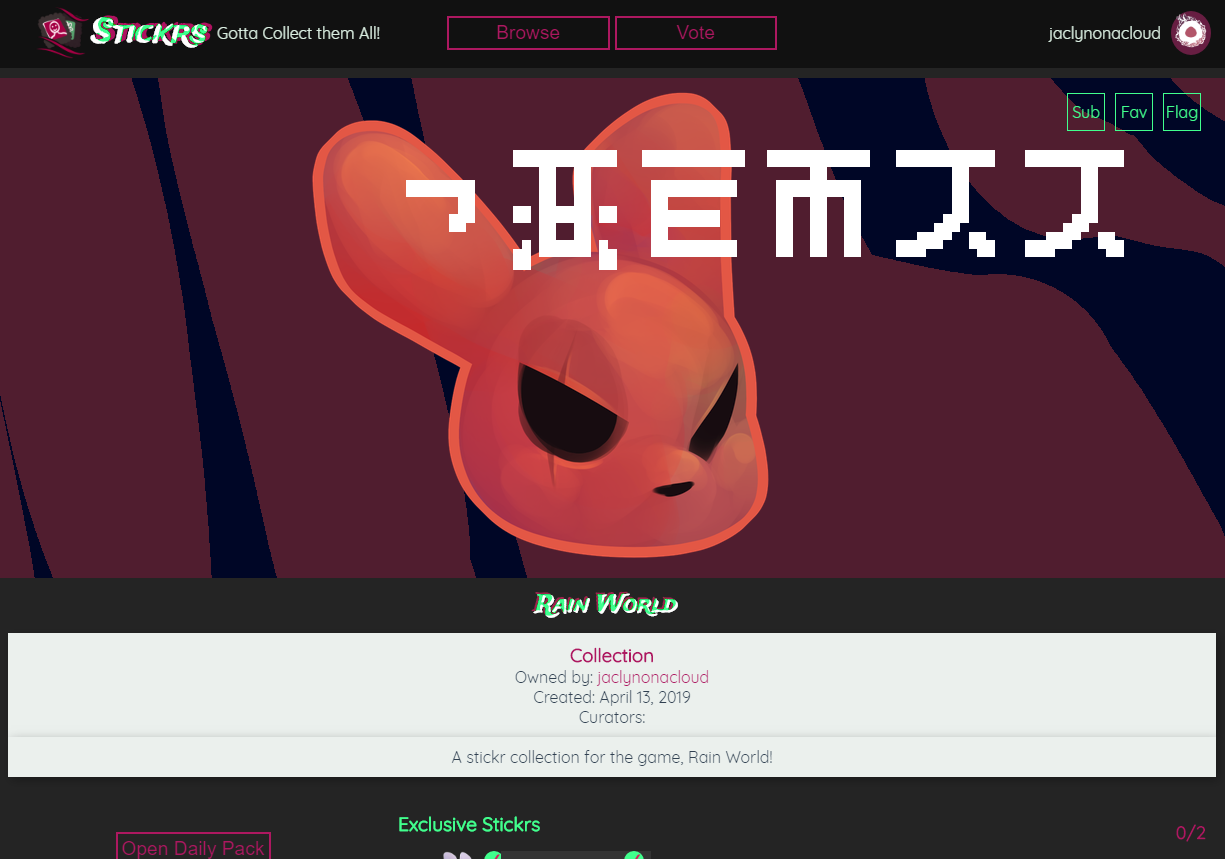 Stickrs Gotta Collect them All! Browse Vote jaclynonacloud
Sub Fav Flag
Rain World
Collection
Owned by: jaclynonacloud
Created: April 13, 2019
Curators:
A stickr collection for the game, Rain World!
Exclusive Stickrs
0/2
Open Daily Pack